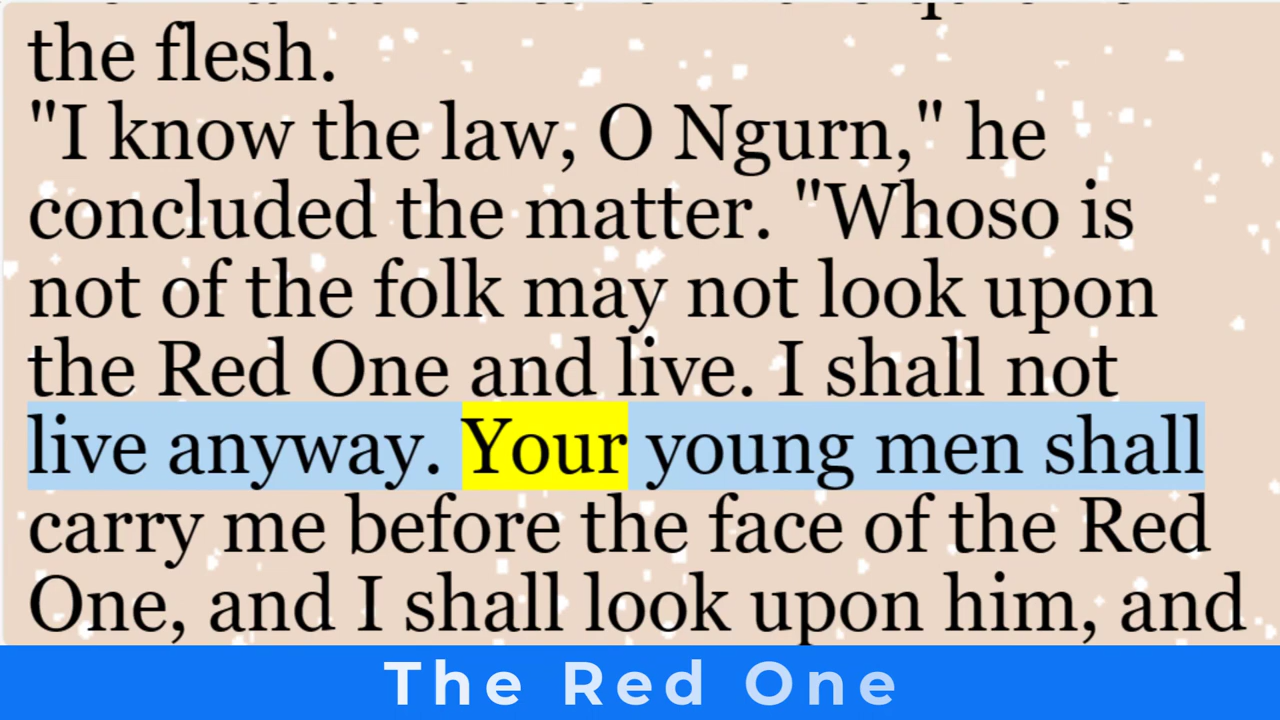 the flesh.
"I know the law, O Ngurn," he
concluded the matter. "Whoso is
not of the folk may not look upon
the Red One and live. I shall not
live anyway. Your young men shall
carry me before the face of the Red
One, and I shall look upon him, and
The Red One